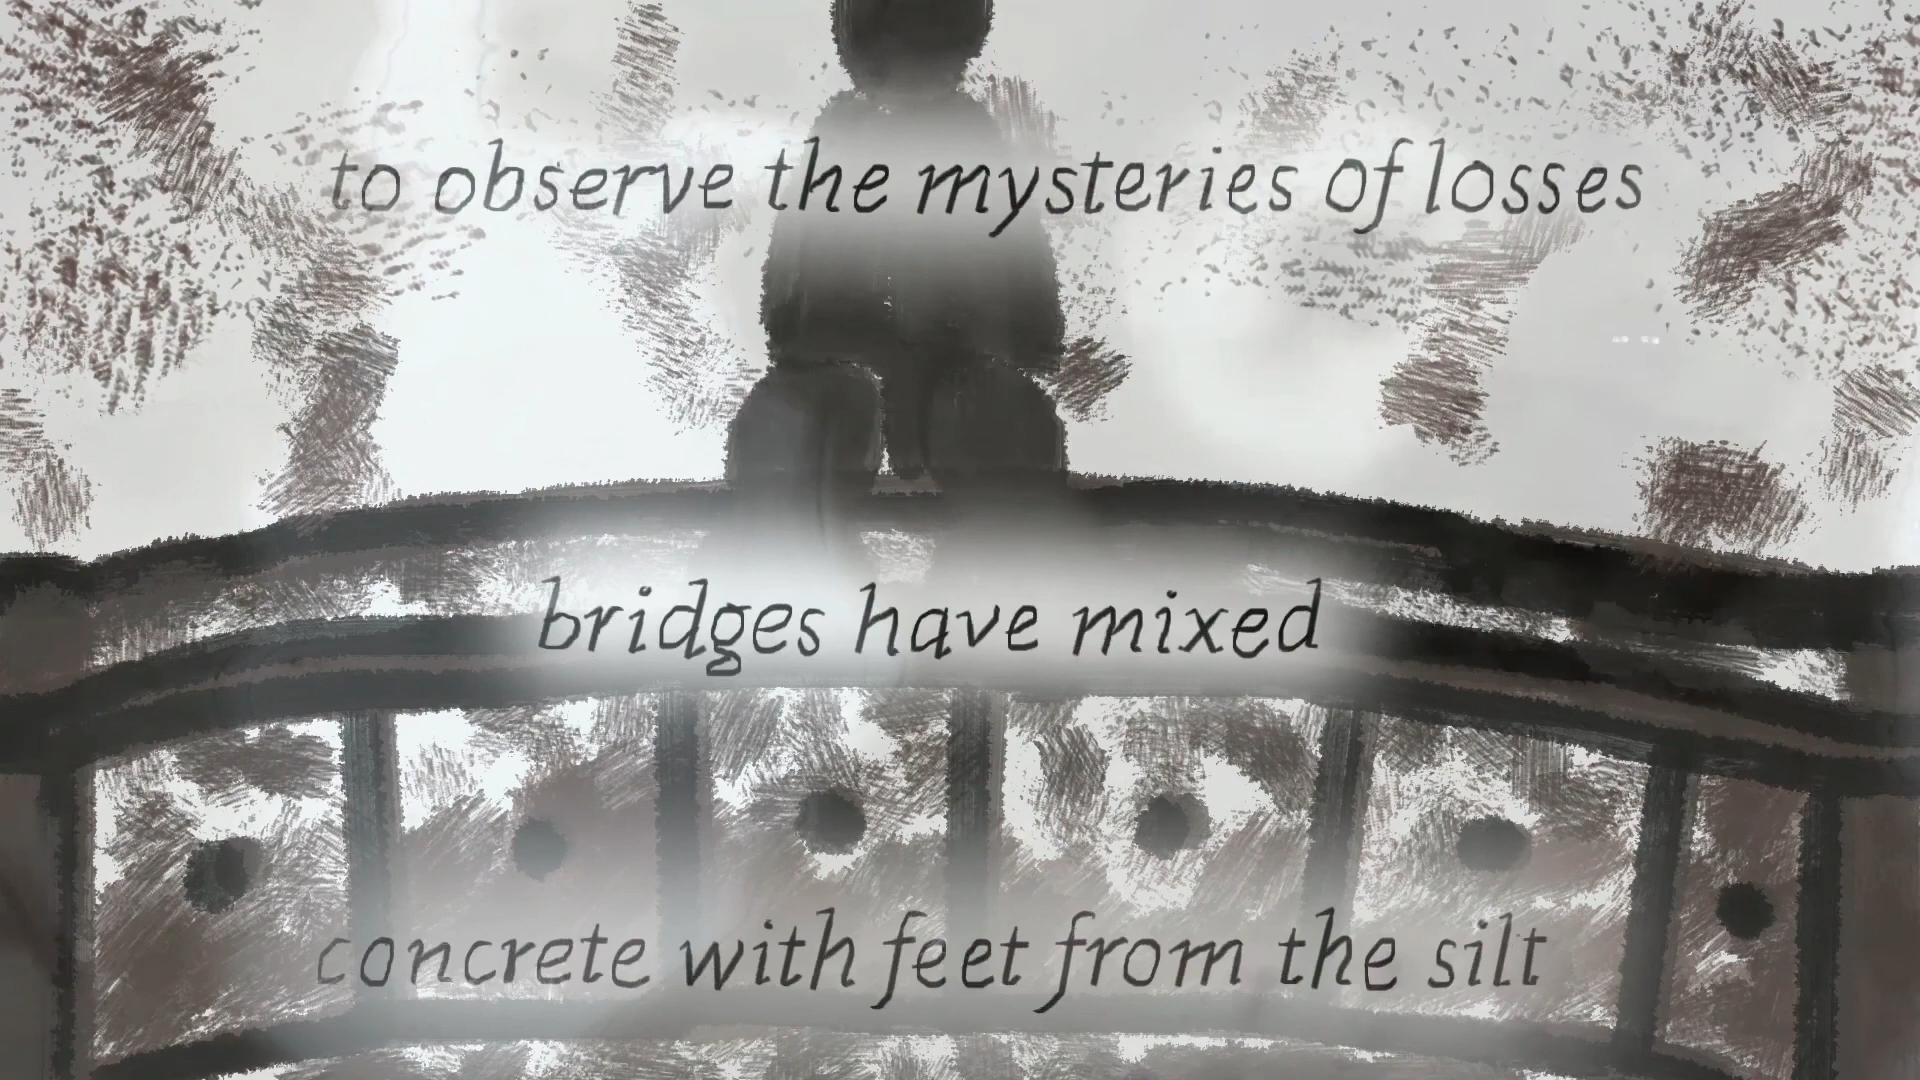 to observe the mysteries of losses
bridges have mixed
concrete with feet from the silt